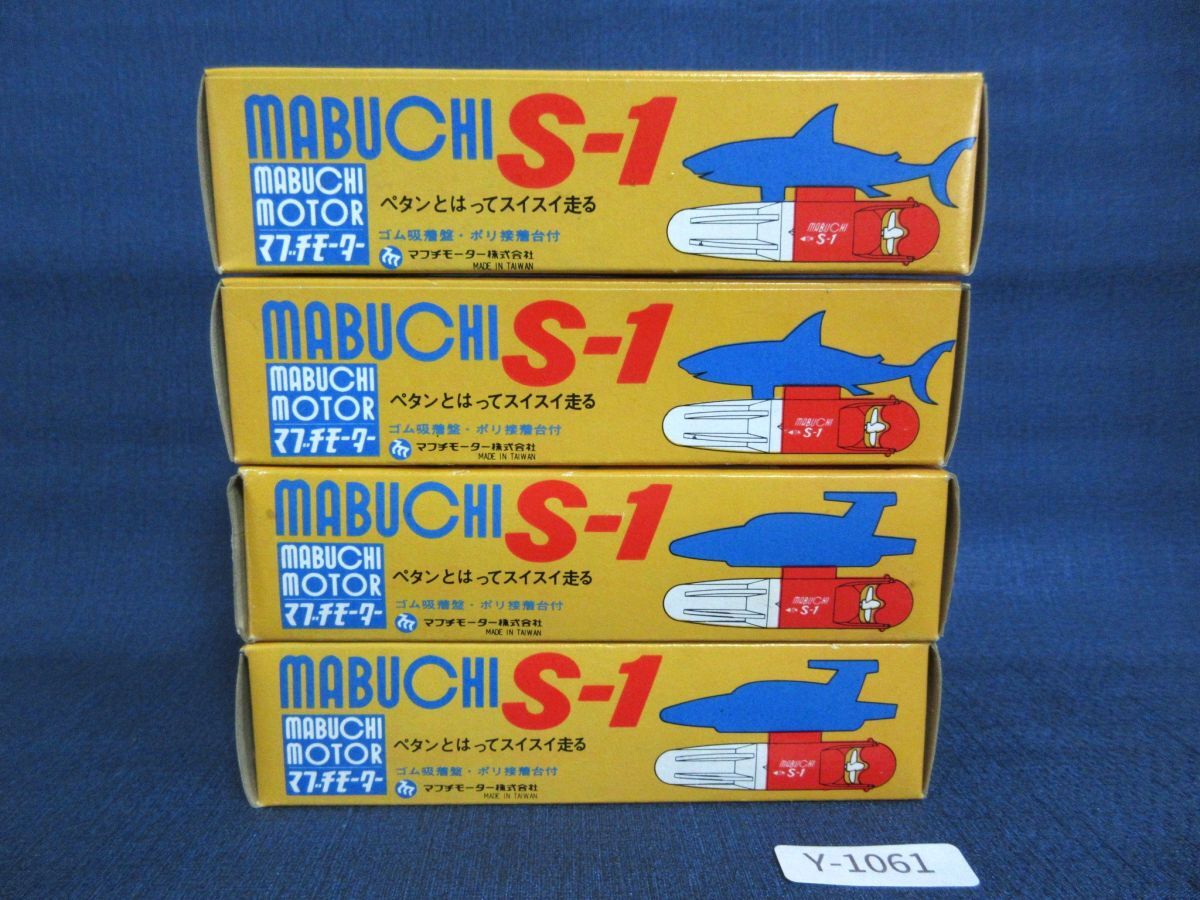 MABUCHI S-1
MABUCHI
MOTOR
マブチモーター
ペタンとはってスイスイ走る
ゴム吸着盤・ポリ接着台付
マブチモーター株式会社
MADE IN TAIWAN
MABUCHI
S-1
MABUCHI S-1
MABUCHI
MOTOR
マブチモーター
ペタンとはってスイスイ走る
ゴム吸着盤・ポリ接着台付
マブチモーター株式会社
MADE IN TAIWAN
MABUCHI
S-1
MABUCHI S-1
MABUCHI
MOTOR
マブチモーター
ペタンとはってスイスイ走る
ゴム吸着盤・ポリ接着台付
マブチモーター株式会社
MADE IN TAIWAN
MABUCHI
S-1
MABUCHI S-1
MABUCHI
MOTOR
マブチモーター
ペタンとはってスイスイ走る
ゴム吸着盤・ポリ接着台付
マブチモーター株式会社
MADE IN TAIWAN
MABUCHI
S-1
Y-1061